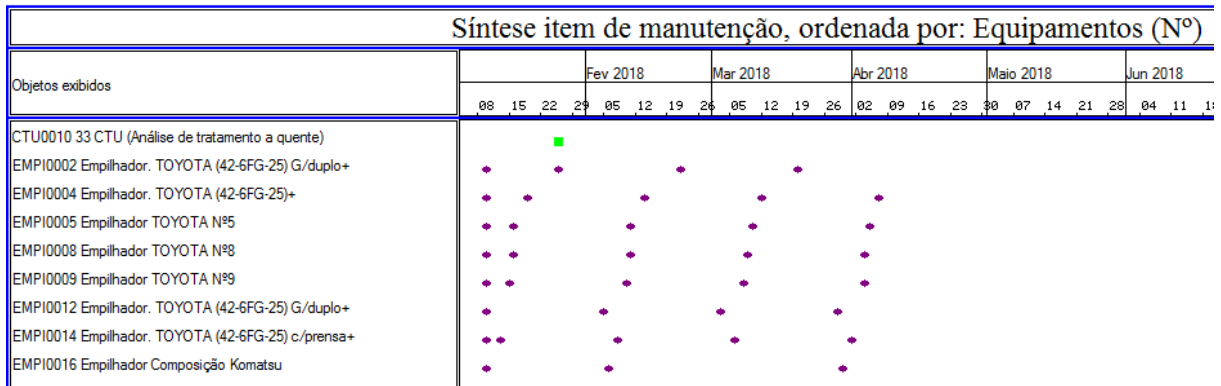 Síntese item de manutenção, ordenada por: Equipamentos (Nº)
Objetos exibidos
Fev 2018 Mar 2018 Abr 2018 Maio 2018 Jun 2018
08 15 22 29 05 12 19 26 05 12 19 26 02 09 16 23 30 07 14 21 28 04 11
CTU0010 33 CTU (Análise de tratamento a quente)
EMPI0002 Empilhador. TOYOTA (42-6FG-25) G/duplo+
EMPI0004 Empilhador. TOYOTA (42-6FG-25)+
EMPI0005 Empilhador TOYOTA Nº5
EMPI0008 Empilhador TOYOTA Nº8
EMPI0009 Empilhador TOYOTA Nº9
EMPI0012 Empilhador. TOYOTA (42-6FG-25) G/duplo+
EMPI0014 Empilhador. TOYOTA (42-6FG-25) c/prensa+
EMPI0016 Empilhador Composição Komatsu